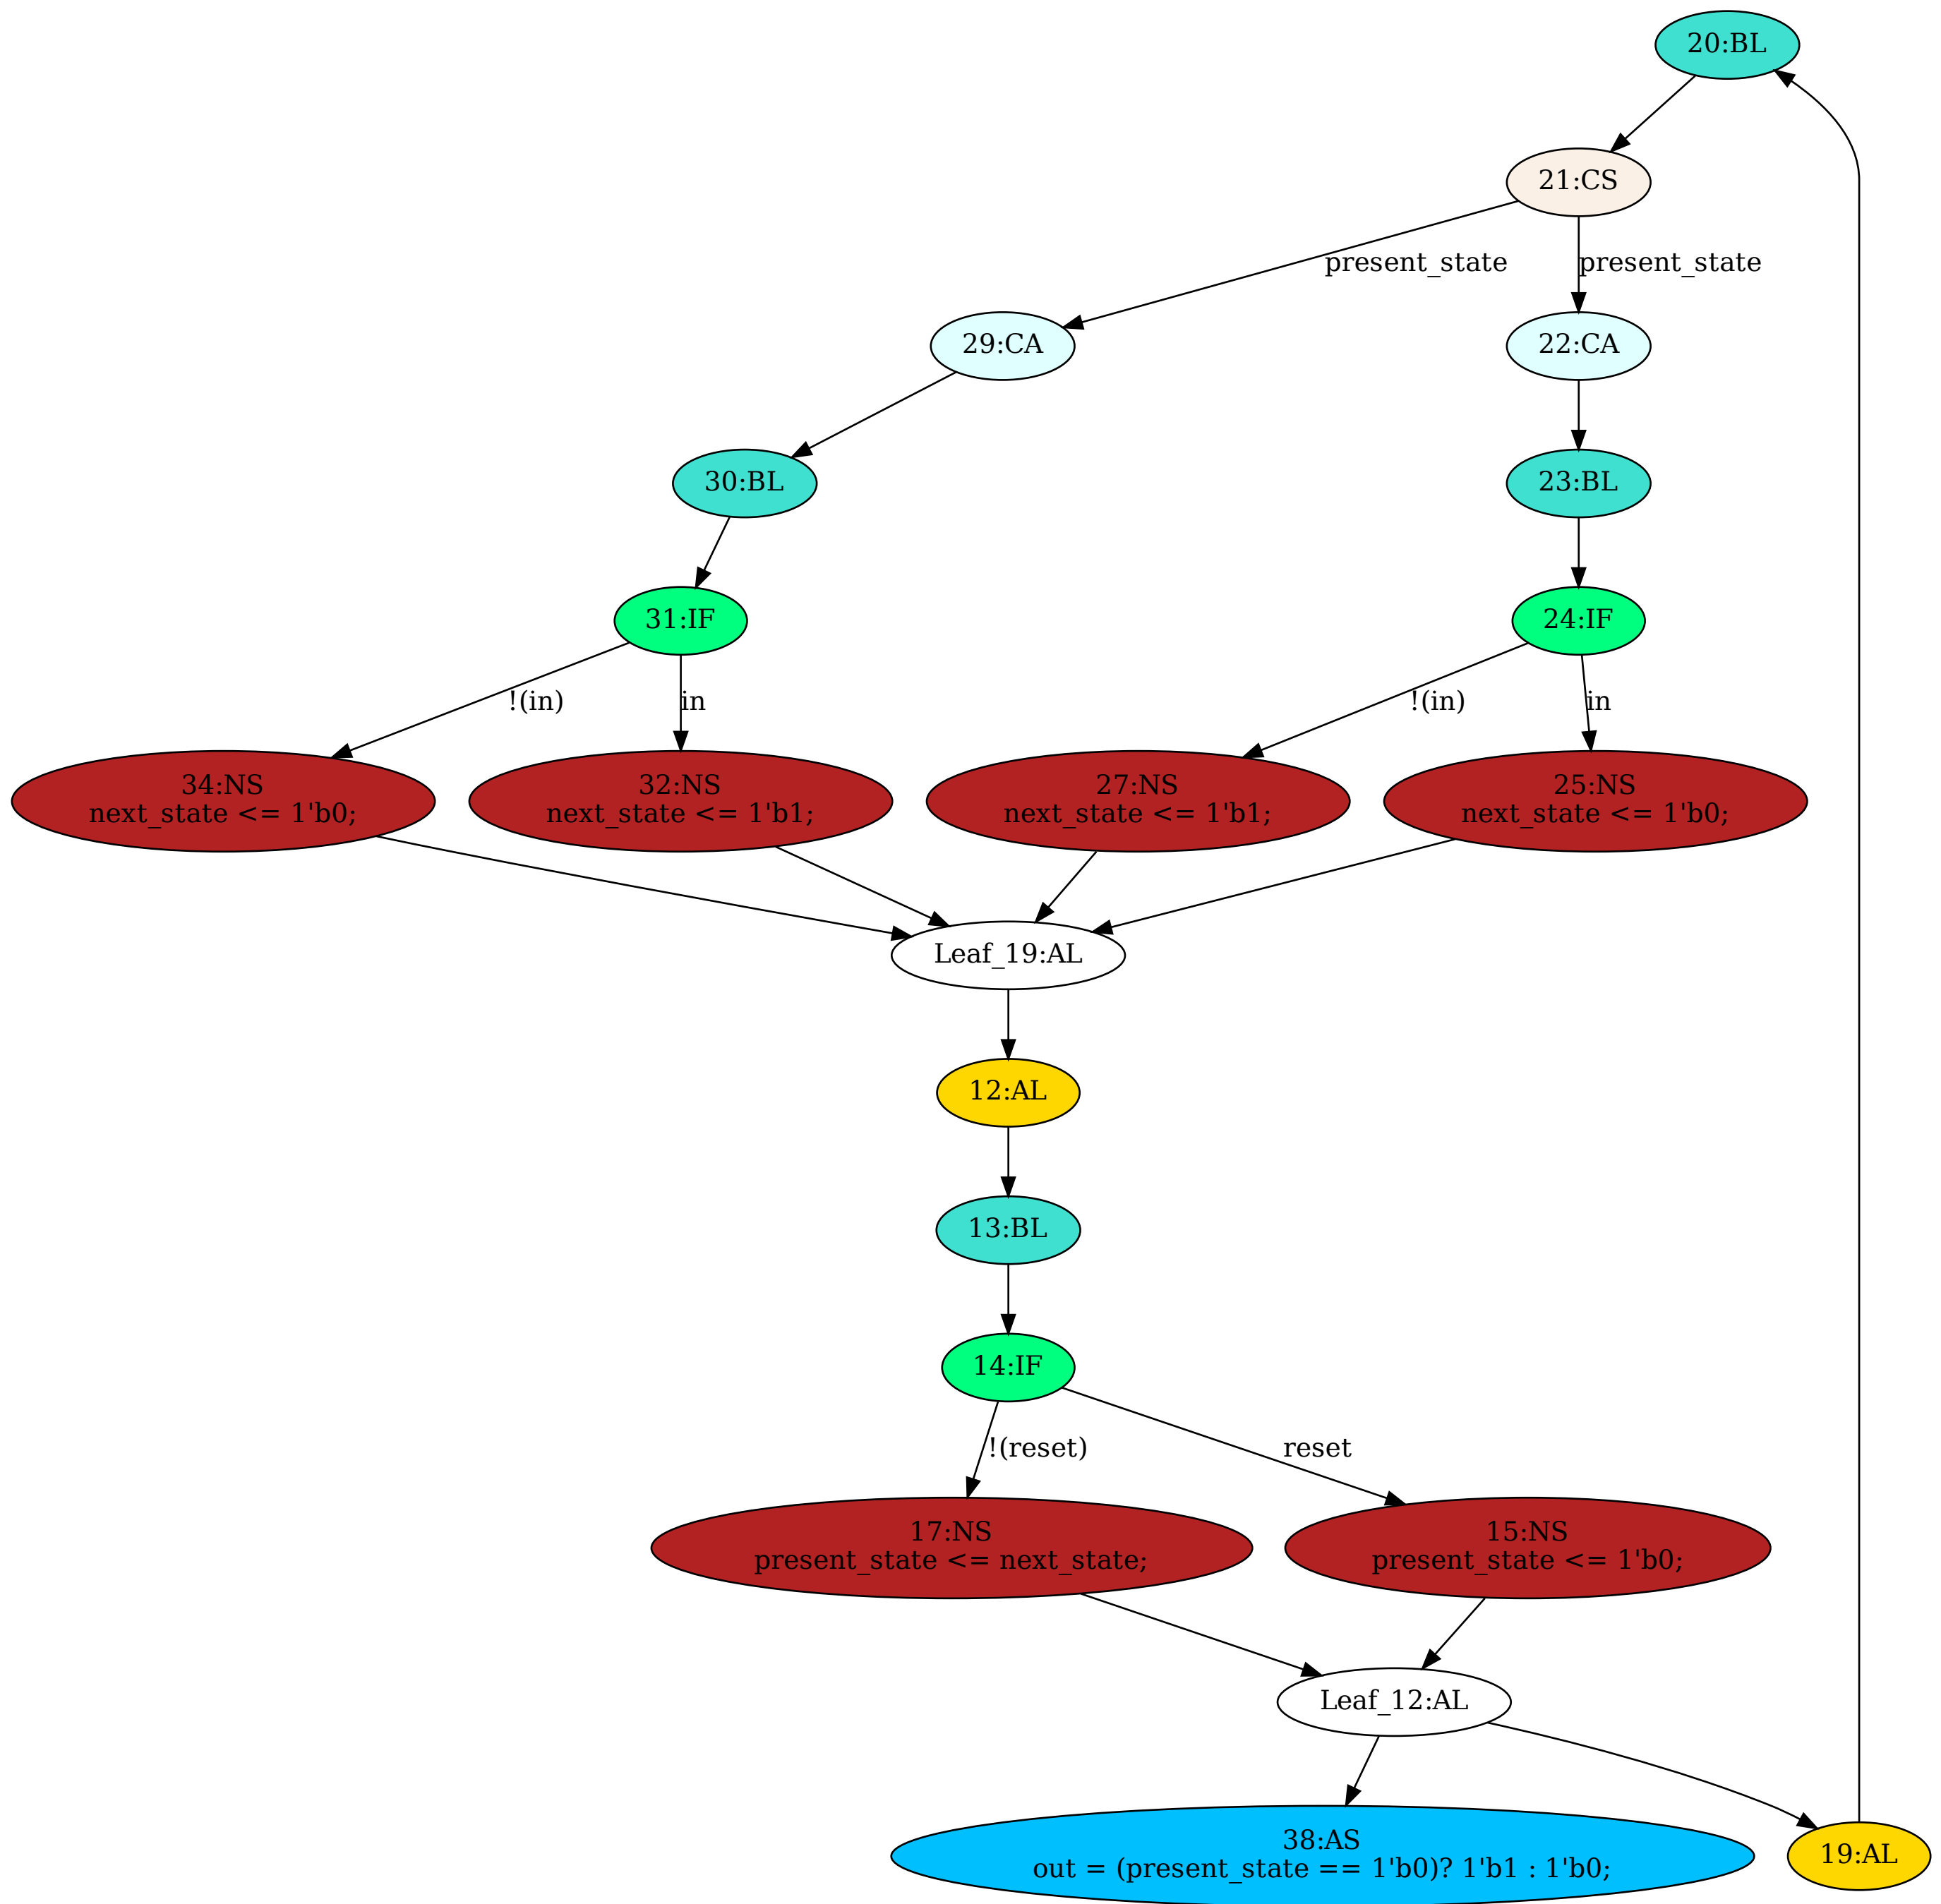 20:BL
21:CS
present_state
present_state
29:CA
22:CA
30:BL
23:BL
31:IF
24:IF
!(in)
in
!(in)
in
34:NS
next_state <= 1'b0;
32:NS
next_state <= 1'b1;
27:NS
next_state <= 1'b1;
25:NS
next_state <= 1'b0;
Leaf_19:AL
12:AL
13:BL
14:IF
!(reset)
reset
17:NS
present_state <= next_state;
15:NS
present_state <= 1'b0;
Leaf_12:AL
38:AS
out = (present_state == 1'b0)? 1'b1 : 1'b0;
19:AL